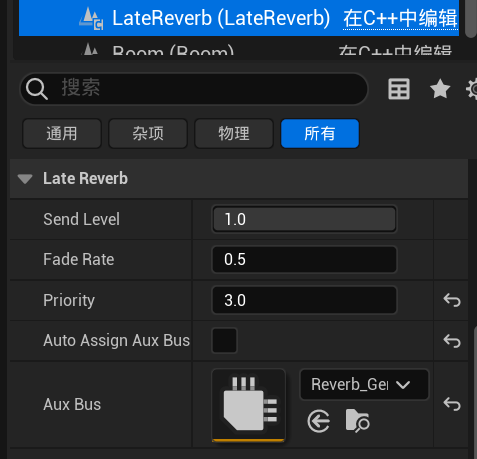 LateReverb (LateReverb) 在C++中编辑
Room (Room) 在C++中编辑
搜索
通用 杂项 物理 所有
Late Reverb
Send Level 1.0
Fade Rate 0.5
Priority 3.0
Auto Assign Aux Bus
Aux Bus Reverb_Ger